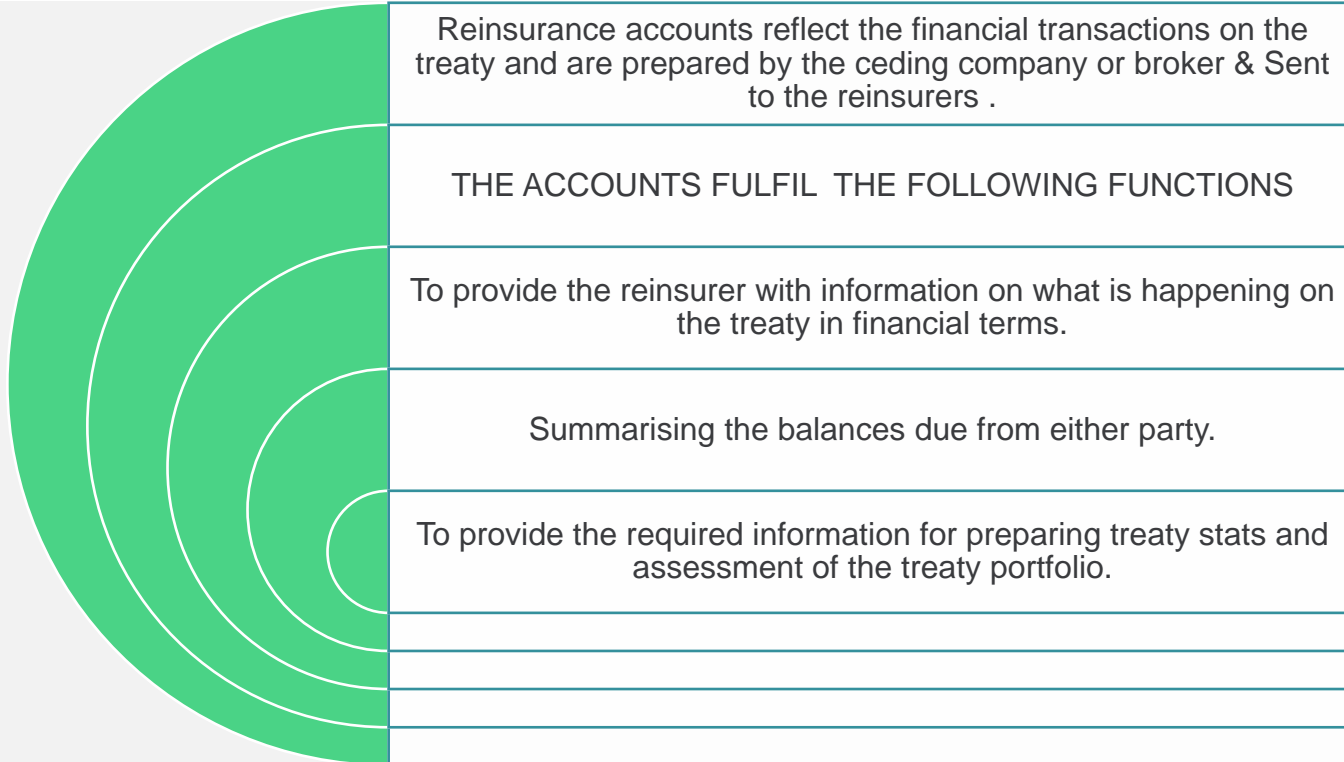 Reinsurance accounts reflect the financial transactions on the
treaty and are prepared by the ceding company or broker & Sent
to the reinsurers .
THE ACCOUNTS FULFIL  THE FOLLOWING FUNCTIONS
To provide the reinsurer with information on what is happening on
the treaty in financial terms.
Summarising the balances due from either party.
To provide the required information for preparing treaty stats and
assessment of the treaty portfolio.